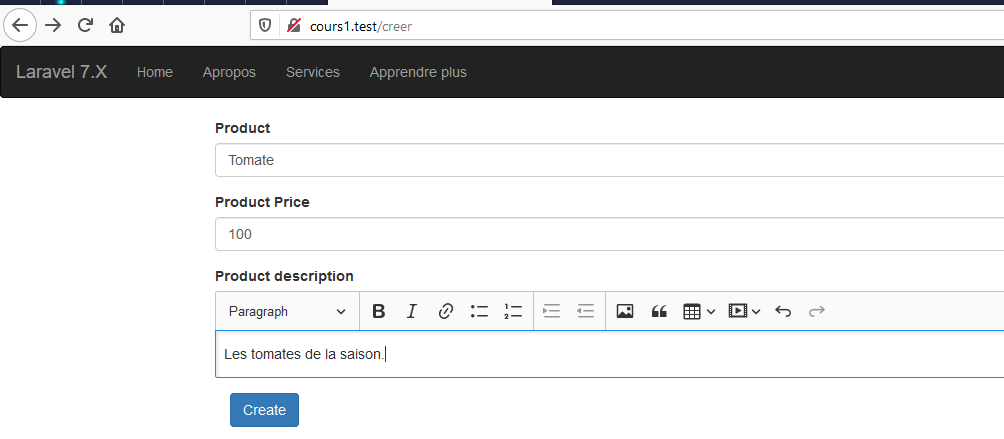 cours1.test/creer
Laravel 7.X Home Apropos Services Apprendre plus
Product
Tomate
Product Price
100
Product description
Paragraph
Les tomates de la saison.
Create